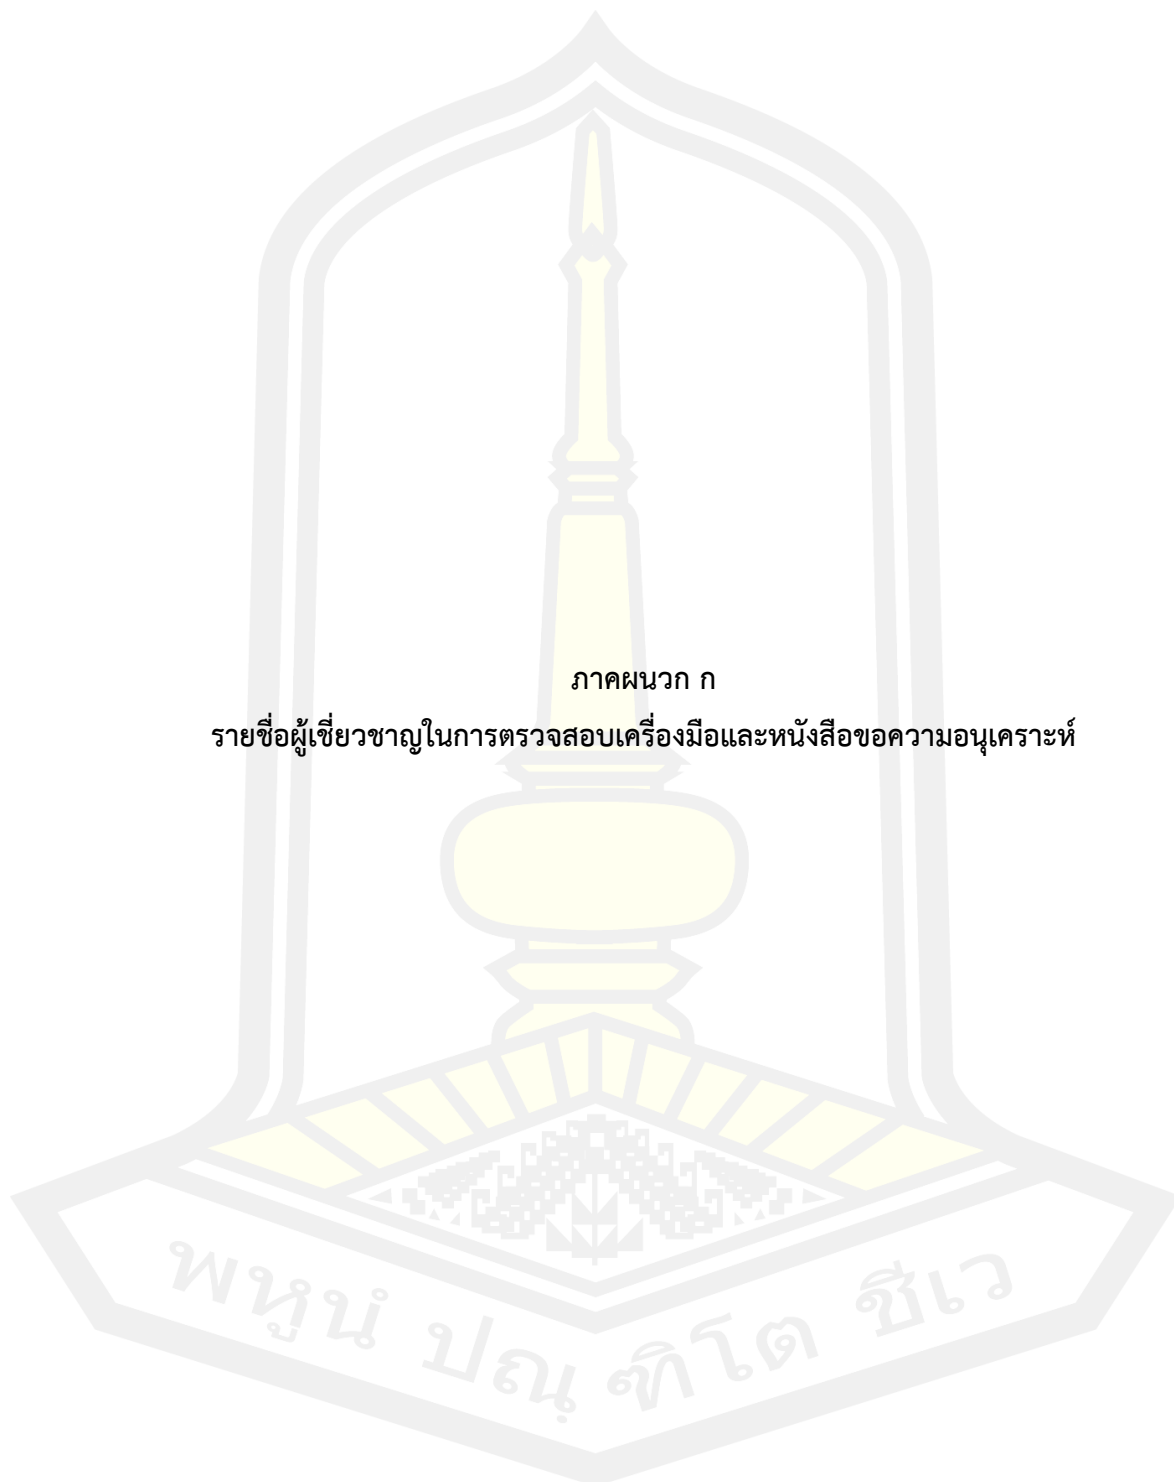 ภาคผนวก ก
รายชื่อผู้เชี่ยวชาญในการตรวจสอบเครื่องมือและหนังสือขอความอนุเคราะห์
พหูนํ ปณฺฑิโต ชีเว